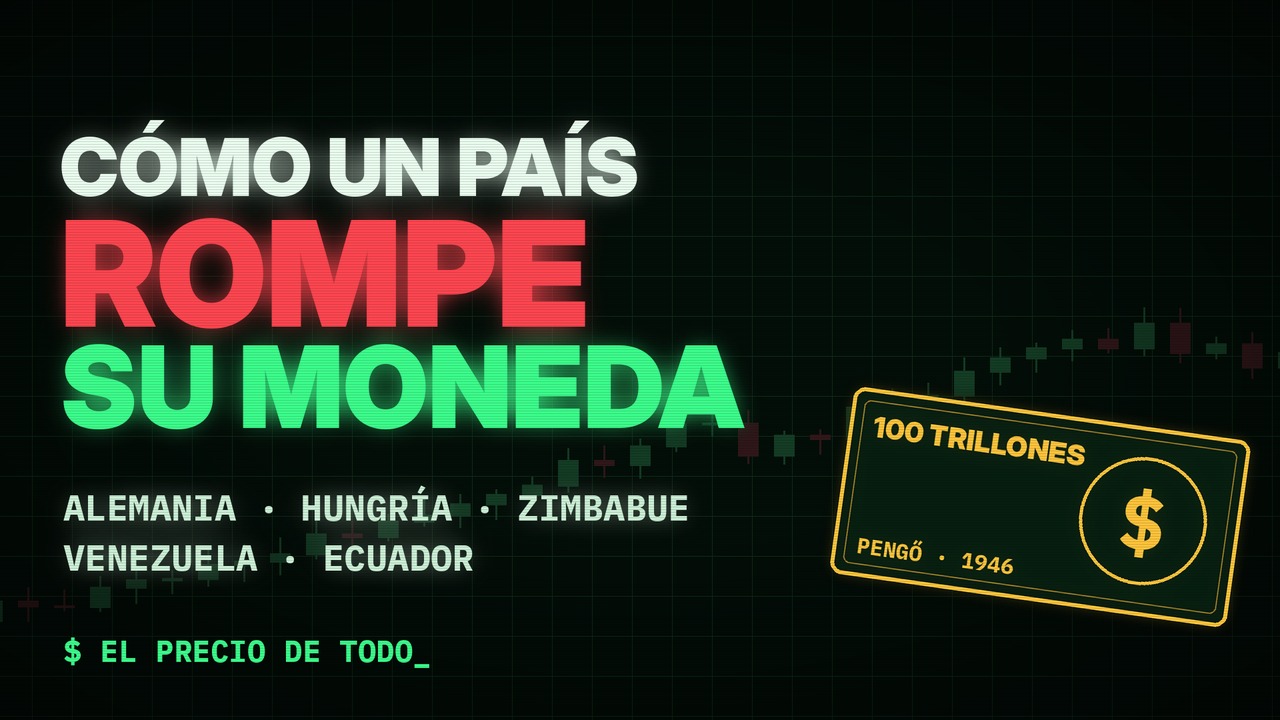 CÓMO UN PAÍS
ROMPE
SU MONEDA
ALEMANIA · HUNGRÍA · ZIMBABUE
VENEZUELA · ECUADOR
$ EL PRECIO DE TODO_
100 TRILLONES
$
PENGŐ · 1946